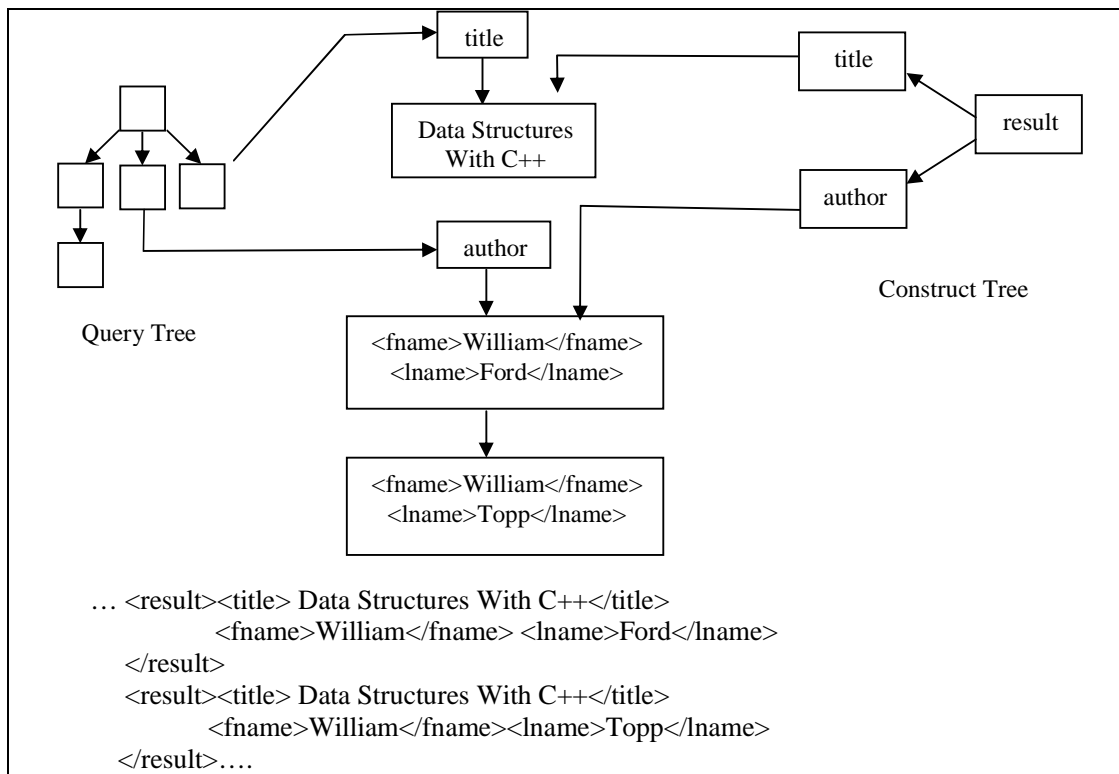 title
title
Data Structures
With C++
result
author
author
Construct Tree
Query Tree
<fname>William</fname>
<lname>Ford</lname>
<fname>William</fname>
<lname>Topp</lname>
… <result><title> Data Structures With C++</title>
<fname>William</fname> <lname>Ford</lname>
</result>
<result><title> Data Structures With C++</title>
<fname>William</fname><lname>Topp</lname>
</result>….